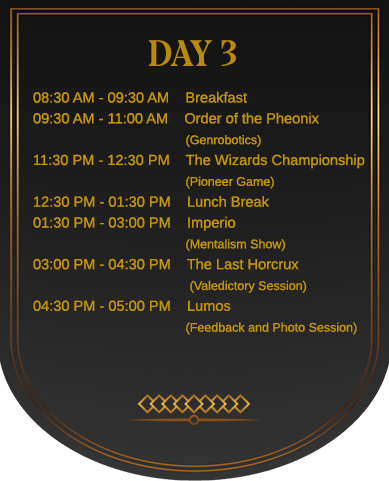 DAY 3
08:30 AM - 09:30 AM Breakfast
09:30 AM - 11:00 AM Order of the Pheonix
(Genrobotics)
11:30 PM - 12:30 PM The Wizards Championship
(Pioneer Game)
12:30 PM - 01:30 PM Lunch Break
01:30 PM - 03:00 PM Imperio
(Mentalism Show)
03:00 PM - 04:30 PM The Last Horcrux
(Valedictory Session)
04:30 PM - 05:00 PM Lumos
(Feedback and Photo Session)